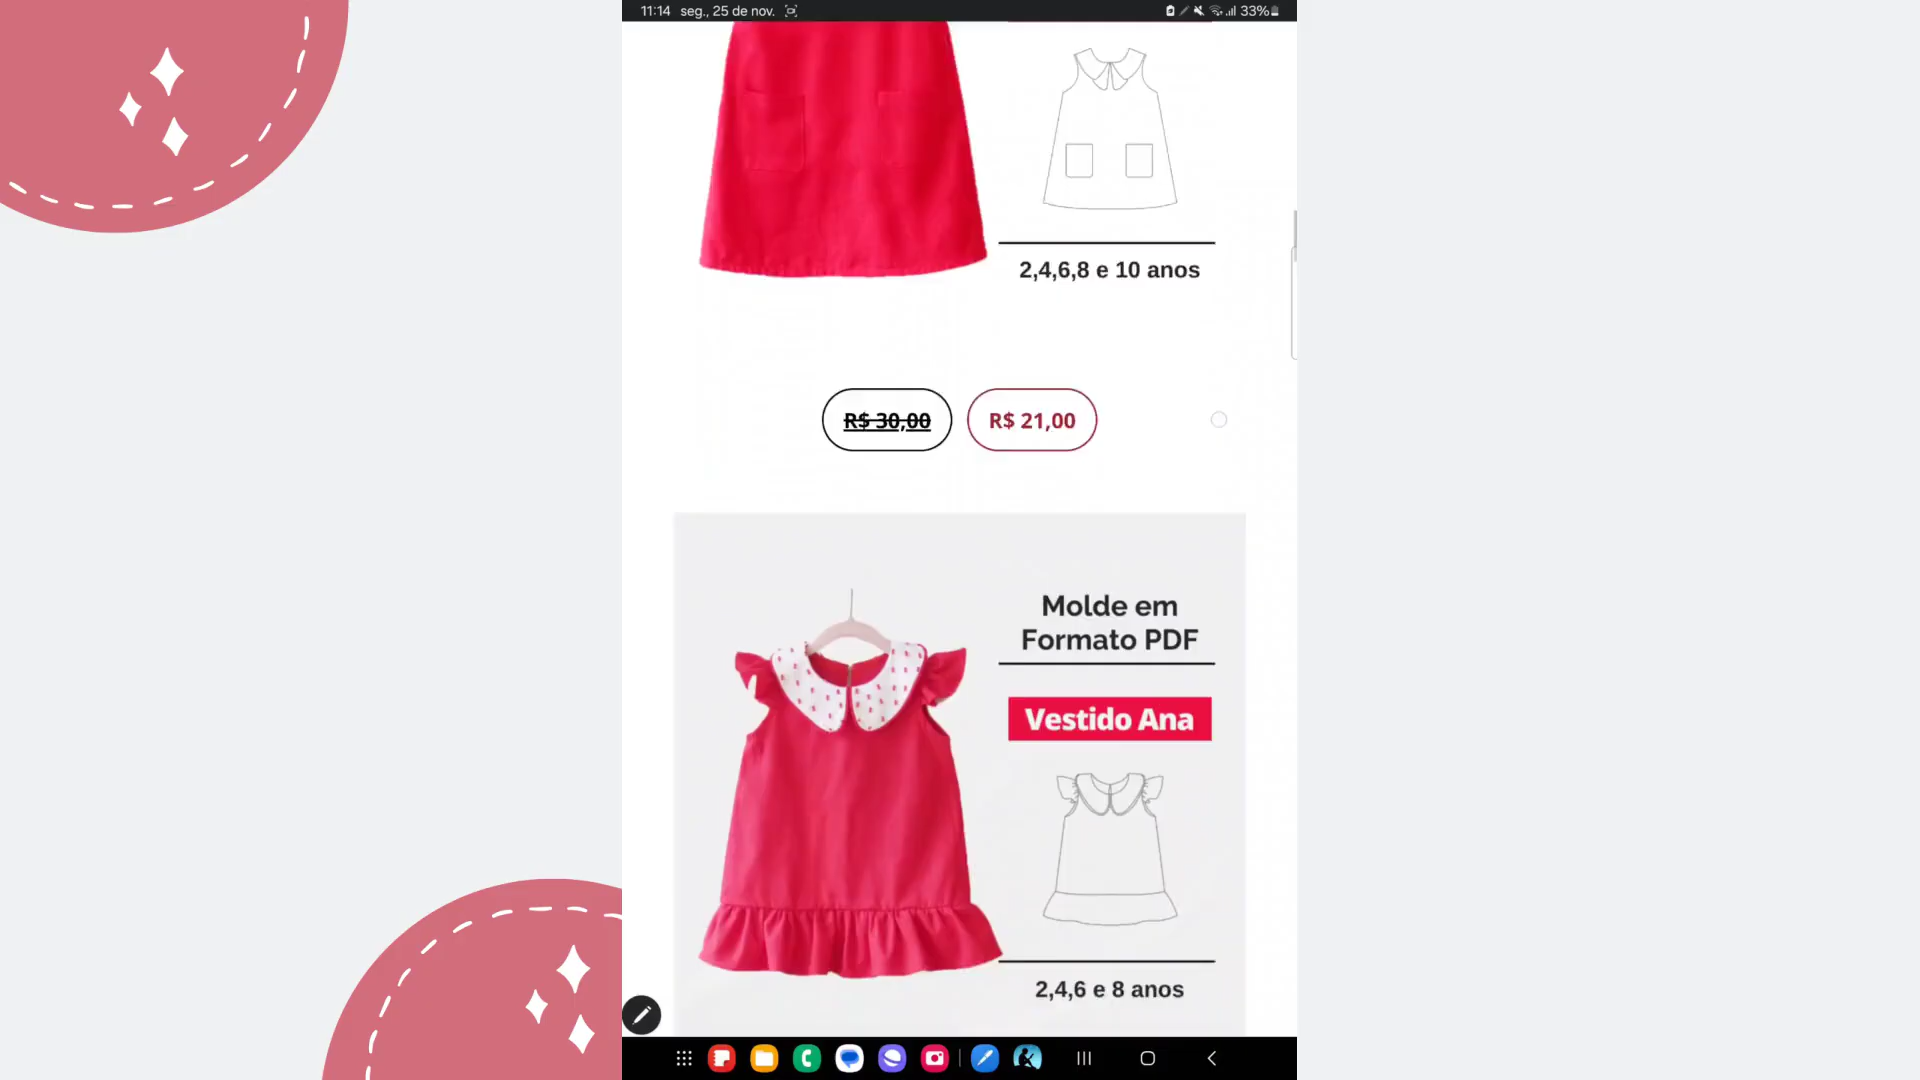 11:14 seg., 25 de nov. 33%
2,4,6,8 e 10 anos
R$ 30,00 R$ 21,00
Molde em
Formato PDF
Vestido Ana
2,4,6 e 8 anos